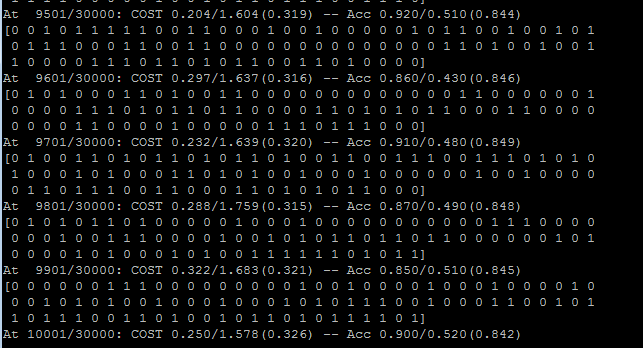 At 9501/30000: COST 0.204/1.604(0.319) -- Acc 0.920/0.510(0.844)
[0 0 1 0 1 1 1 1 1 0 0 1 1 0 0 0 1 0 0 1 1 0 0 0 0 0 1 0 1 1 0 0 1 0 0 1 0 1
0 1 1 1 0 0 0 1 1 0 0 1 1 1 0 1 1 0 1 0 0 0 0 0 0 0 1 1 0 1 0 1 1 0 1 0 0 1
1 1 0 0 0 0 1 1 1 0 1 0 1 1 0 1 0 1 1 0 0 1 1 0 1 0 0 0 0]
At 9601/30000: COST 0.297/1.637(0.316) -- Acc 0.860/0.430(0.846)
[0 1 0 1 0 0 0 1 1 0 1 0 0 1 1 0 0 0 0 0 0 0 0 0 0 0 0 0 0 1 1 0 0 0 0 0 0 1
0 0 0 0 1 1 1 0 1 0 1 1 0 1 1 1 0 0 0 0 1 1 0 1 0 1 0 1 1 0 0 0 1 1 0 0 0 0
0 0 0 0 1 1 0 0 0 0 1 0 0 0 0 0 1 1 1 0 1 1 1 0 0 0]
At 9701/30000: COST 0.232/1.639(0.320) -- Acc 0.910/0.480(0.849)
[0 1 0 0 1 1 0 1 0 1 1 0 1 0 1 1 0 1 0 0 1 1 0 0 1 1 1 0 0 1 1 1 0 1 0 1 0
1 0 0 0 1 0 1 0 0 1 0 0 0 1 0 0 0 1 1 0 0 0 1 0 0 0 0 0 0 1 0 0 1 0 0 0 0
0 1 1 0 1 1 1 0 1 1 1 0 0 0 1 1 0 1 0 1 0 1 1 0 0 0]
At 9801/30000: COST 0.288/1.759(0.315) -- Acc 0.870/0.490(0.848)
[0 1 0 1 0 1 1 0 1 0 0 0 0 0 1 0 0 0 1 0 0 0 0 0 0 0 0 0 0 0 1 1 1 0 0 0 0
0 0 0 1 0 0 1 1 1 0 0 0 0 1 0 0 1 0 1 0 1 1 0 1 1 0 1 1 0 0 0 0 0 0 1 0 1
0 0 0 0 1 0 1 0 0 0 1 0 1 0 0 1 1 1 1 1 1 0 1 0 1 1]
At 9901/30000: COST 0.322/1.683(0.321) -- Acc 0.850/0.510(0.845)
[0 0 0 0 0 0 1 1 1 0 0 0 0 0 0 0 0 0 0 1 0 0 1 0 0 0 1 0 0 0 1 0 0 0 0 1 0
0 0 1 0 1 0 1 0 0 1 0 0 0 0 1 0 0 0 1 0 1 0 0 1 0 0 0 1 1 0 0 1 0 1
1 0 1 1 1 0 0 1 1 0 0 0 0 1 0 0 1 1 0 1 0 1 0 0 1 1 1 0 1]
At 10001/30000: COST 0.250/1.578(0.326) -- Acc 0.900/0.520(0.842)